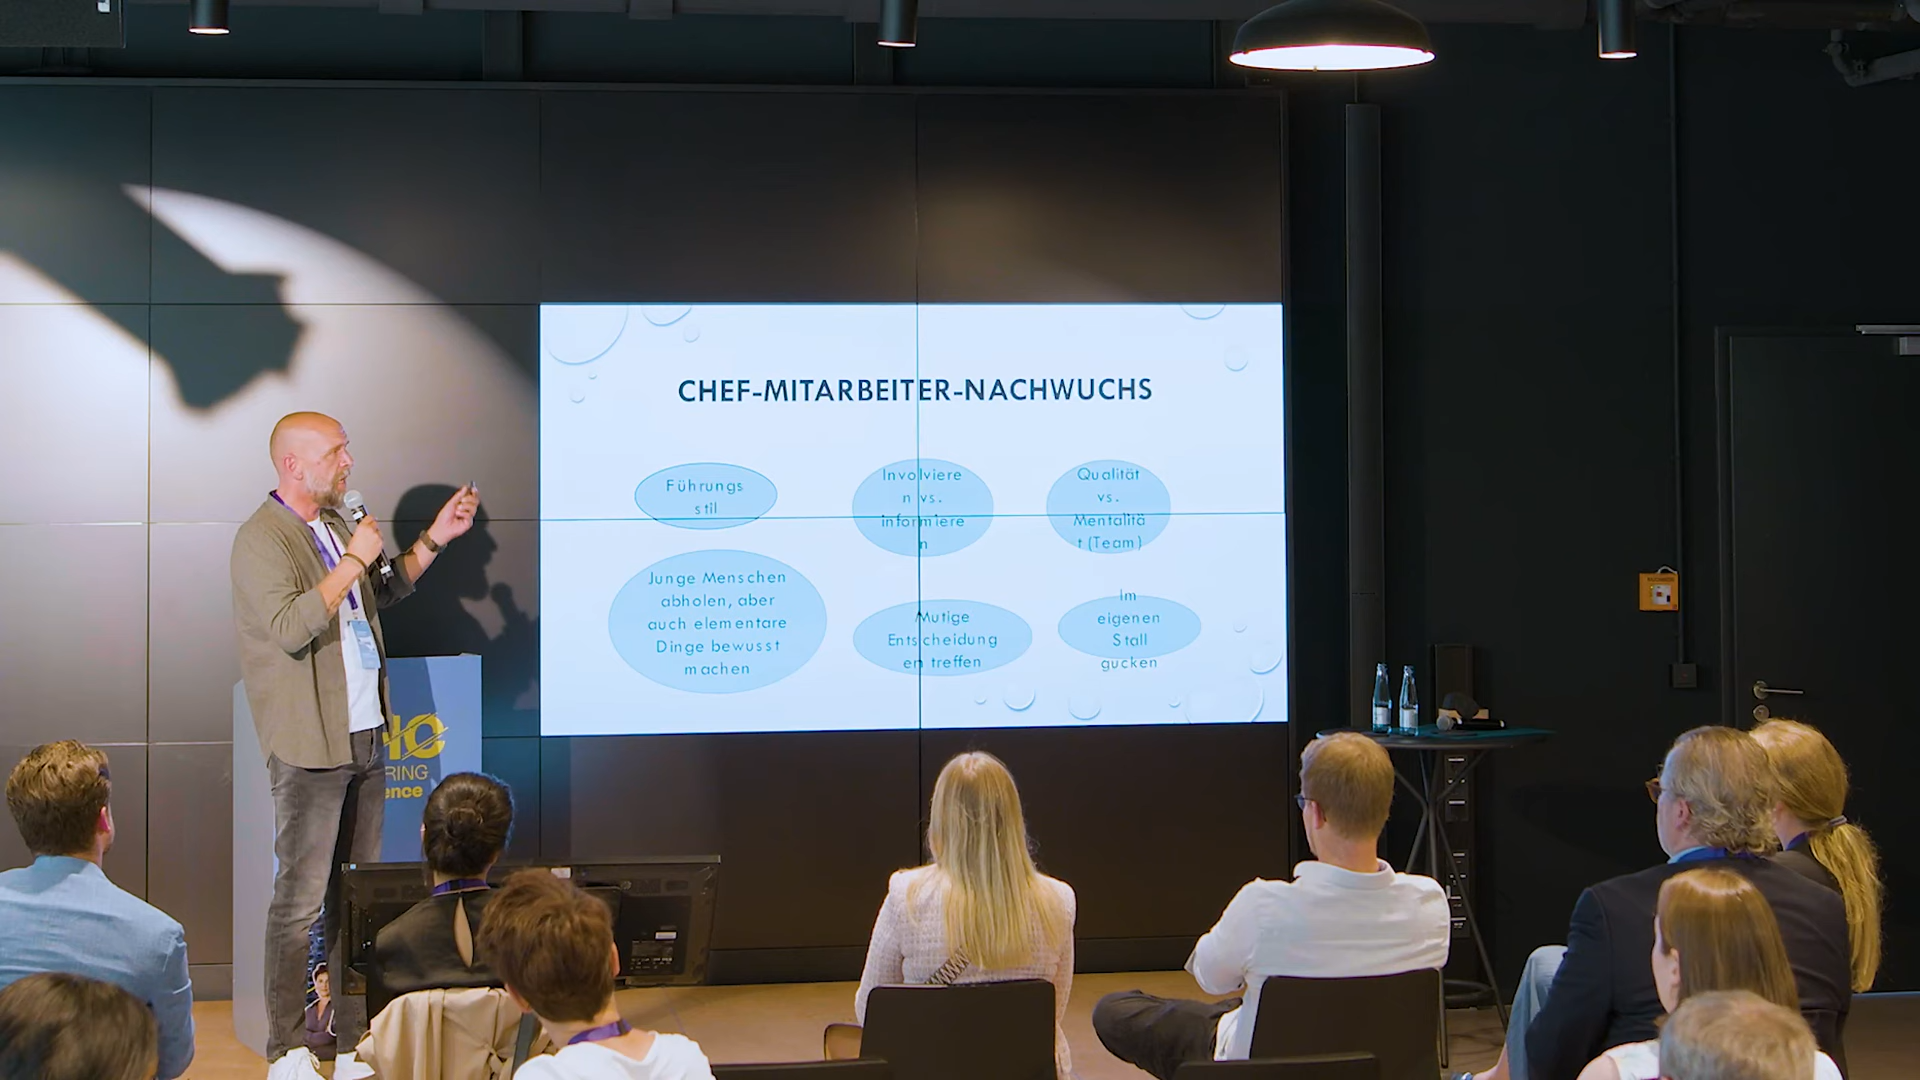 CHEF-MITARBEITER-NACHWUCHS
Führungs
stil
Involviere
n vs.
informiere
n
Qualität
vs.
Mentalitä
t (Team)
Junge Menschen
abholen, aber
auch elementare
Dinge bewusst
machen
Mutige
Entscheidung
en treffen
Im
eigenen
Stall
gucken
RING
ence